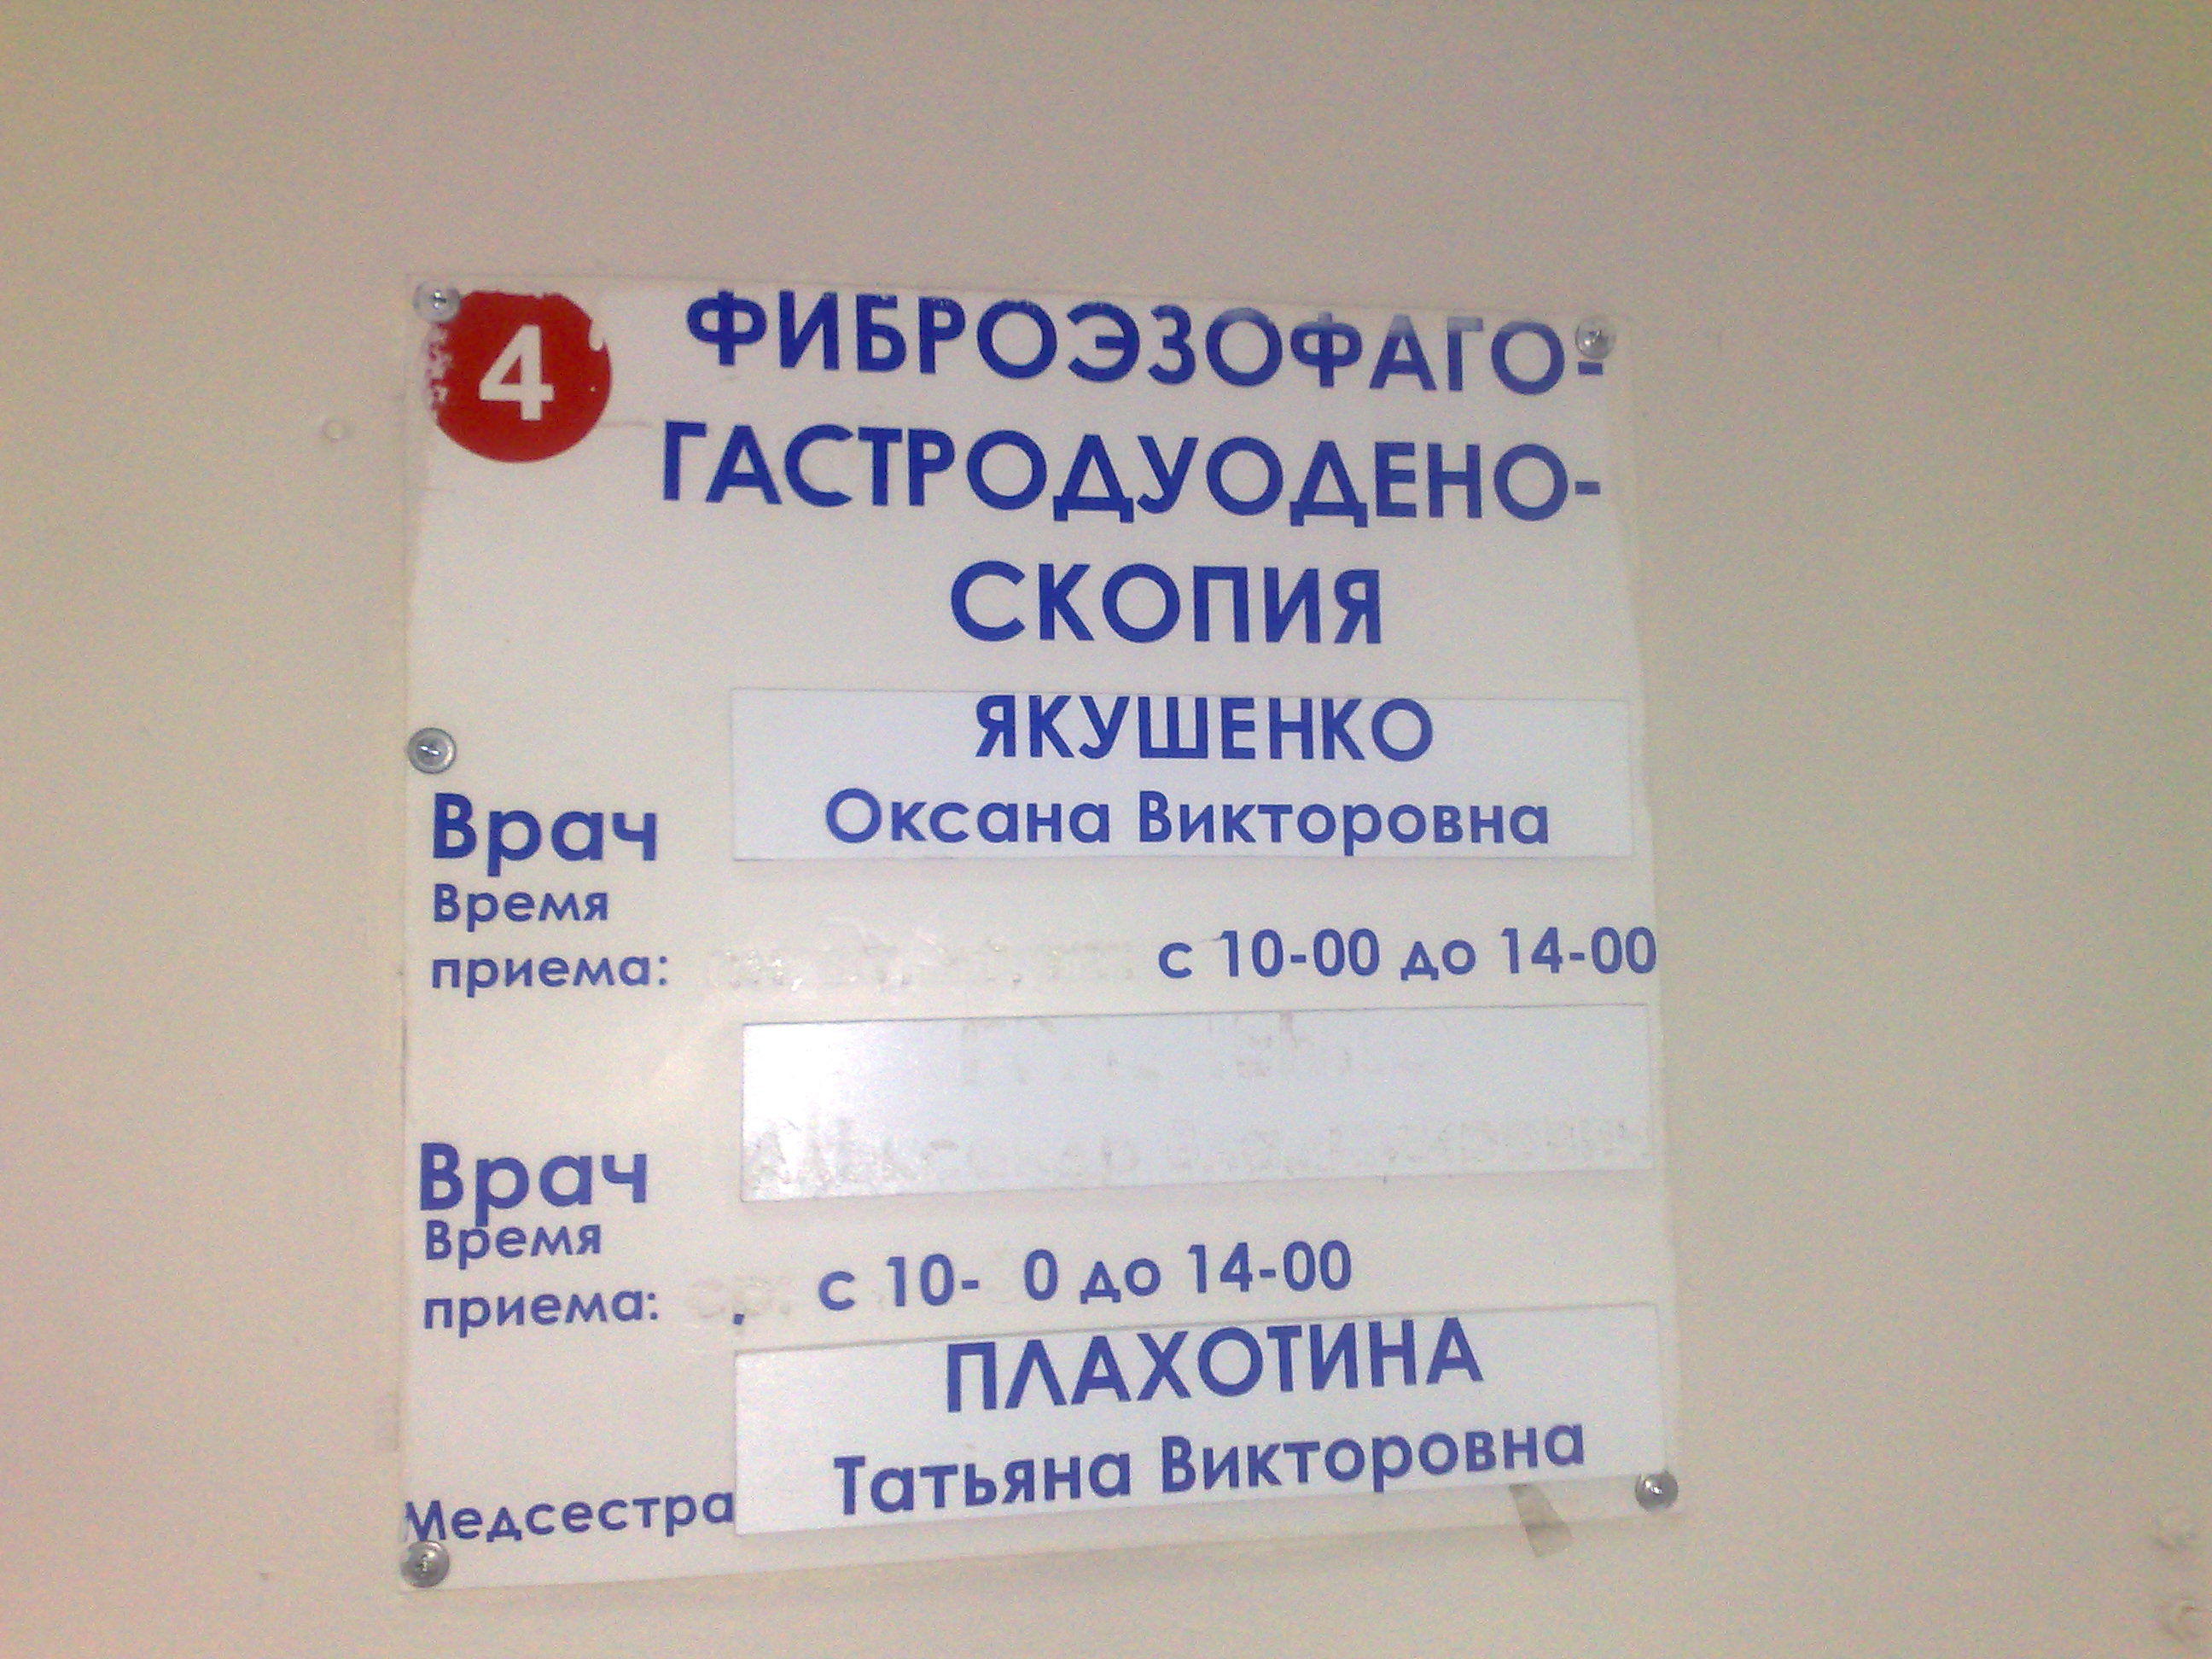 4
ФИБРОЭЗОФАГО-
ГАСТРОДУОДЕНО-
СКОПИЯ
ЯКУШЕНКО
Оксана Викторовна
Врач
Время
приема: с 10-00 до 14-00
Врач
Время
приема: , с 10- 0 до 14-00
ПЛАХОТИНА
Татьяна Викторовна
Медсестра